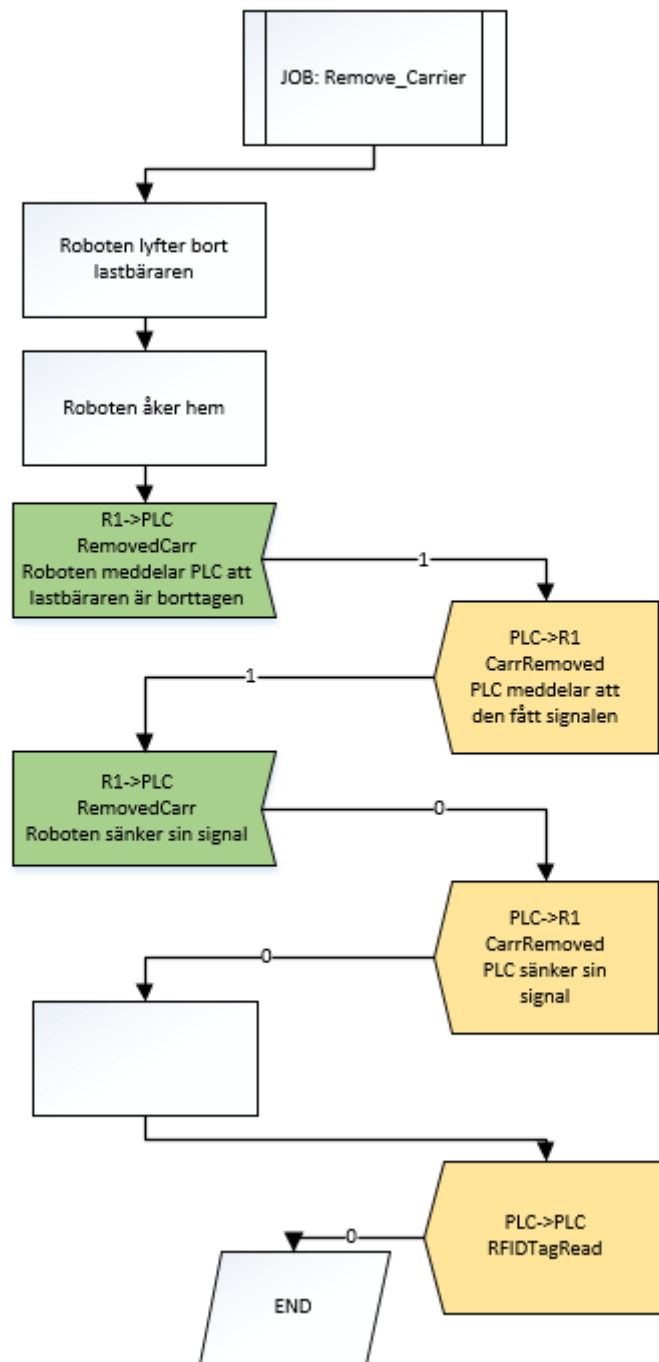 JOB: Remove_Carrier
Roboten lyfter bort
lastbäraren
Roboten åker hem
R1->PLC
RemovedCarr
Roboten meddelar PLC att
lastbäraren är borttagen
1
PLC->R1
CarrRemoved
PLC meddelar att
den fått signalen
1
R1->PLC
RemovedCarr
Roboten sänker sin signal
0
PLC->R1
CarrRemoved
PLC sänker sin
signal
0
PLC->PLC
RFIDTagRead
0
END